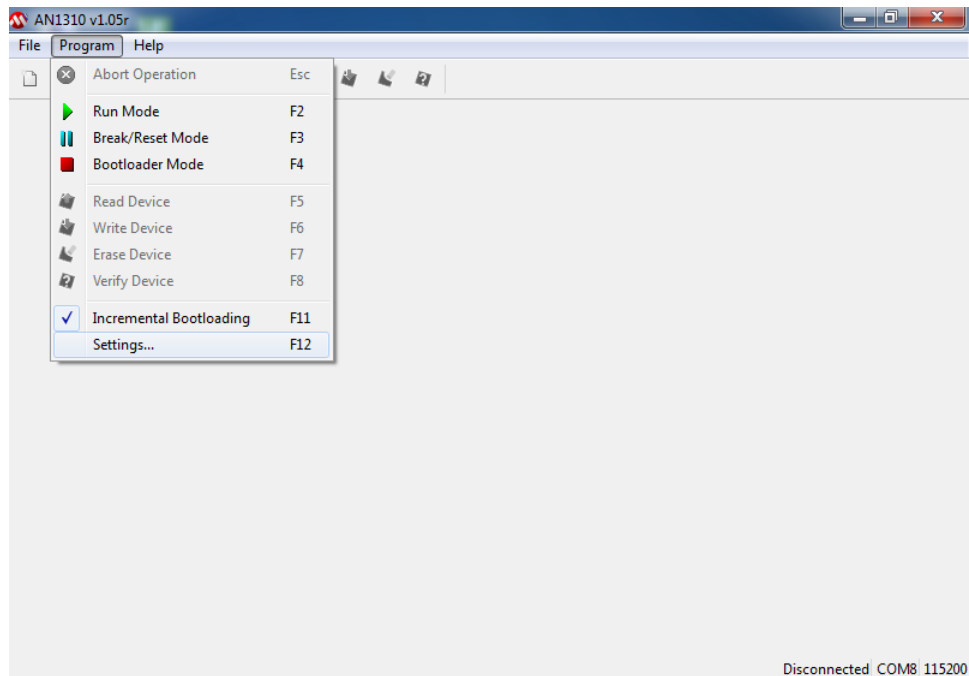 AN1310 v1.05r
File Program Help
Abort Operation Esc
Run Mode F2
Break/Reset Mode F3
Bootloader Mode F4
Read Device F5
Write Device F6
Erase Device F7
Verify Device F8
Incremental Bootloading F11
Settings... F12
Disconnected COM8 115200